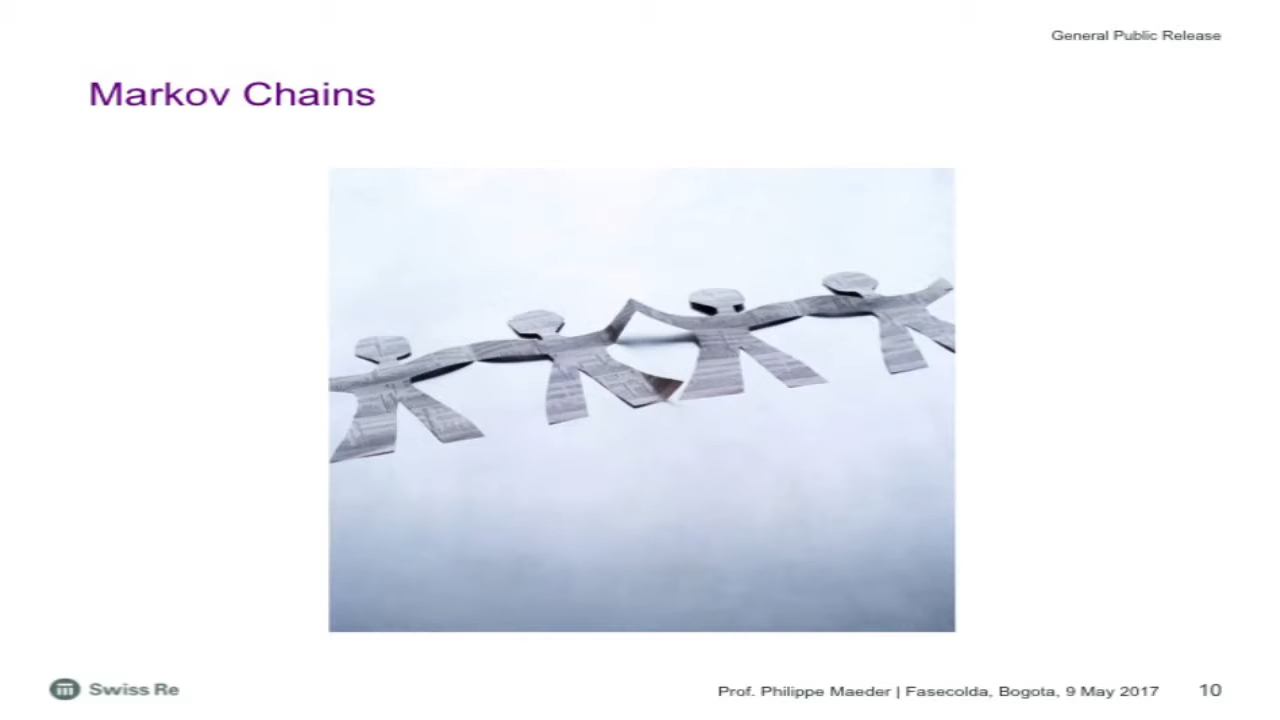 General Public Release
Markov Chains
Swiss Re
Prof. Philippe Maeder | Fasecolda, Bogota, 9 May 2017 10